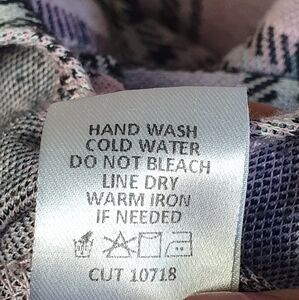 HAND WASH
COLD WATER
DO NOT BLEACH
LINE DRY
WARM IRON
IF NEEDED
CUT 10718